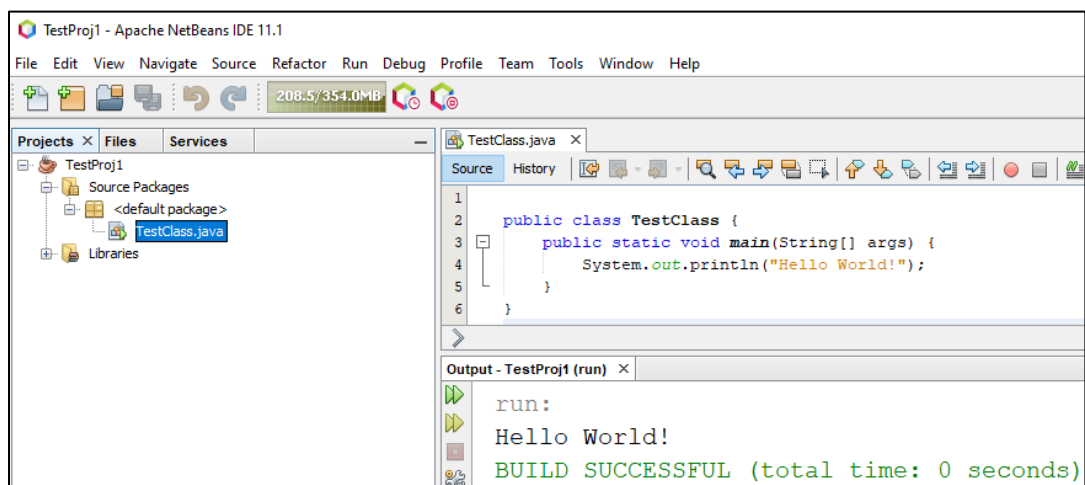 TestProj1 - Apache NetBeans IDE 11.1
File Edit View Navigate Source Refactor Run Debug Profile Team Tools Window Help
208.5/354.0MB
Projects Files Services
TestProj1
Source Packages
<default package>
TestClass.java
Libraries
TestClass.java
Source History
1
2 public class TestClass {
3 public static void main(String[] args) {
4 System.out.println("Hello World!");
5 }
6 }
Output - TestProj1 (run)
run:
Hello World!
BUILD SUCCESSFUL (total time: 0 seconds)